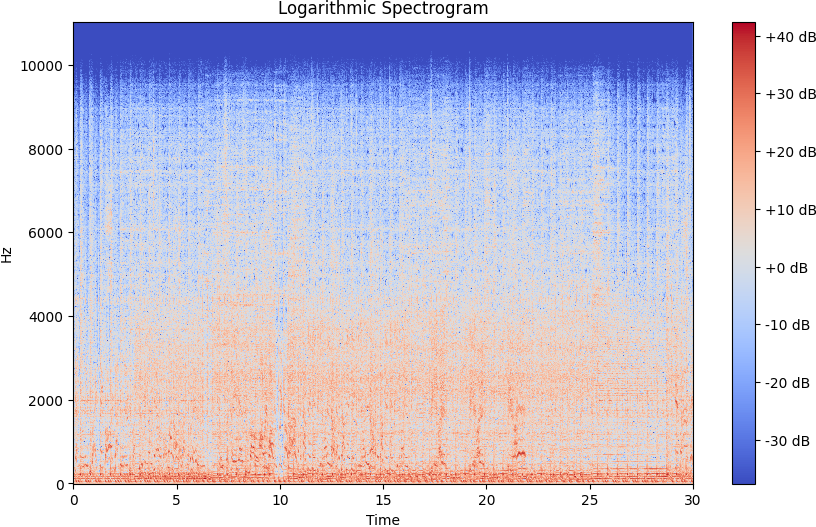 Logarithmic Spectrogram
Hz
10000
8000
6000
4000
2000
0
0 5 10 15 20 25 30
Time
+40 dB
+30 dB
+20 dB
+10 dB
+0 dB
-10 dB
-20 dB
-30 dB